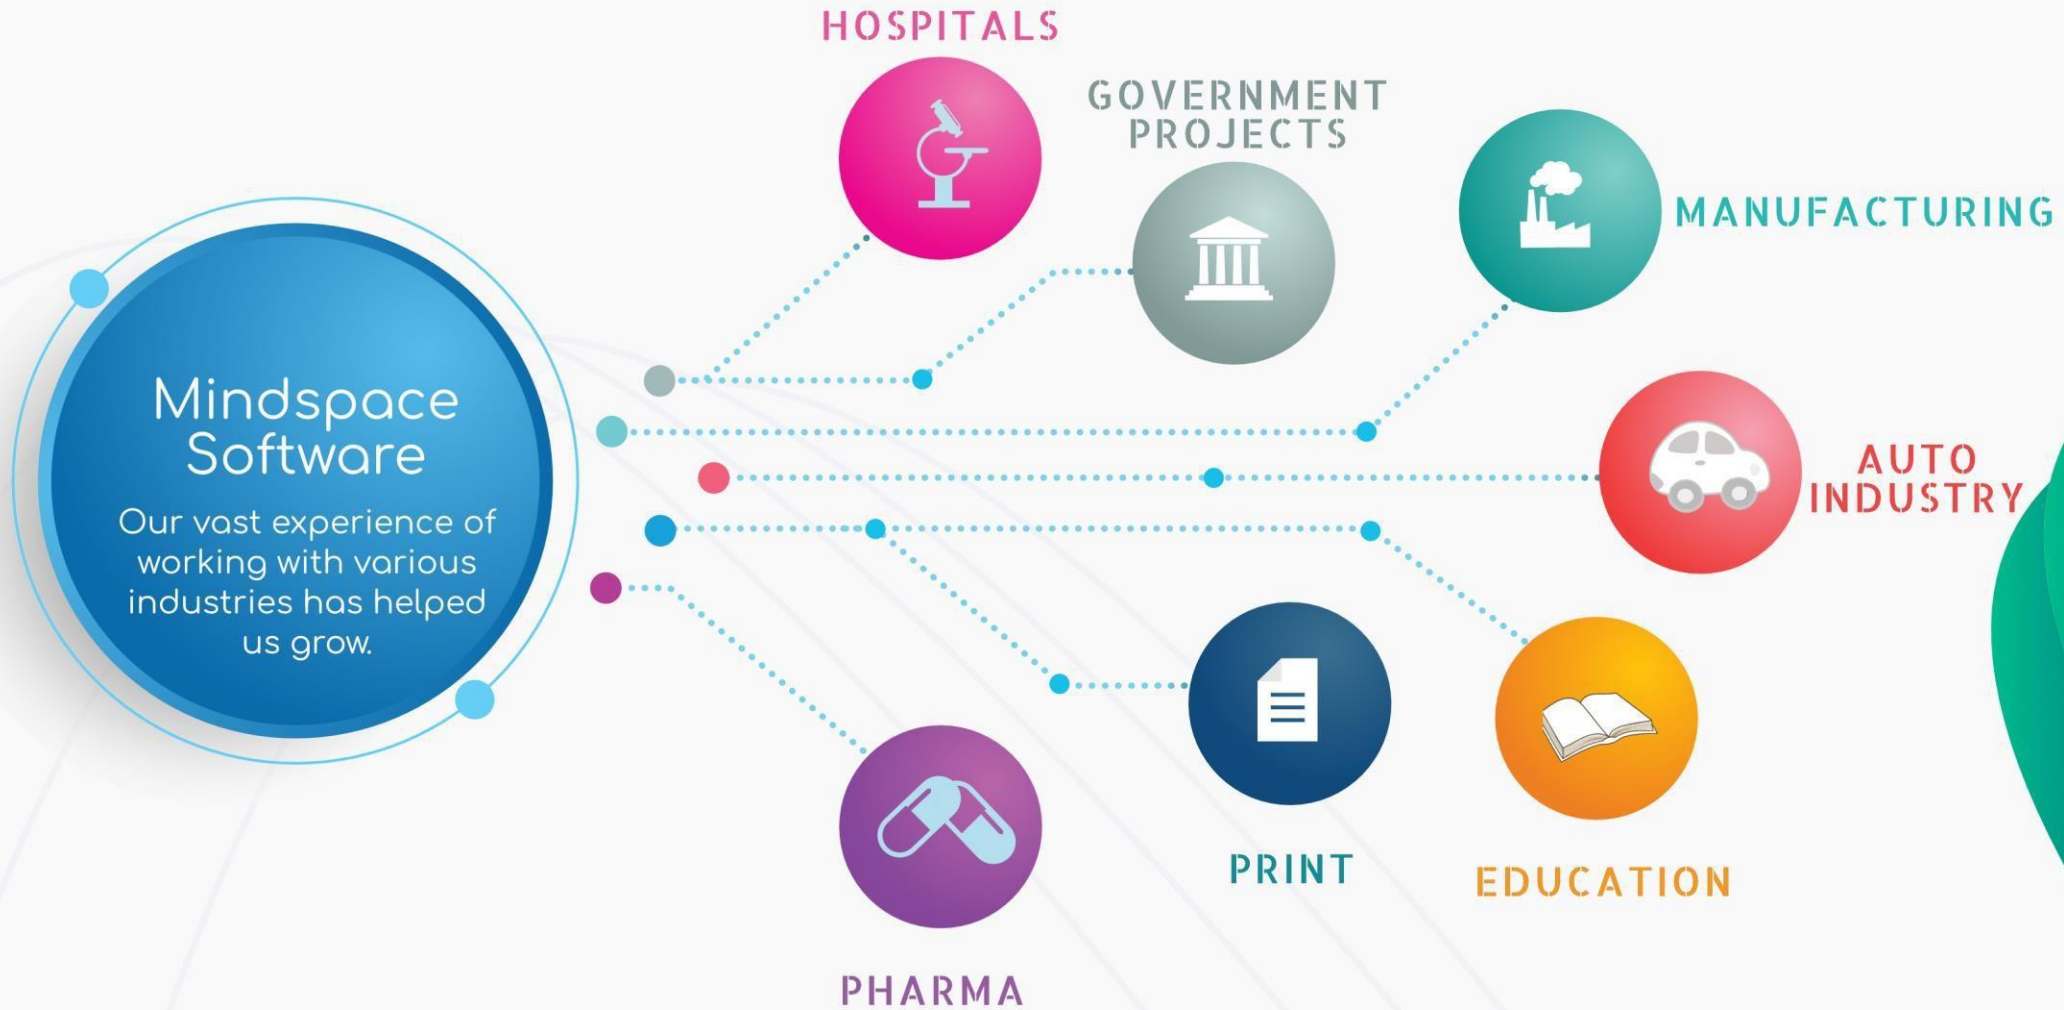 HOSPITALS
GOVERNMENT
PROJECTS
MANUFACTURING
Mindspace
Software
Our vast experience of
working with various
industries has helped
us grow.
AUTO
INDUSTRY
PRINT
EDUCATION
PHARMA